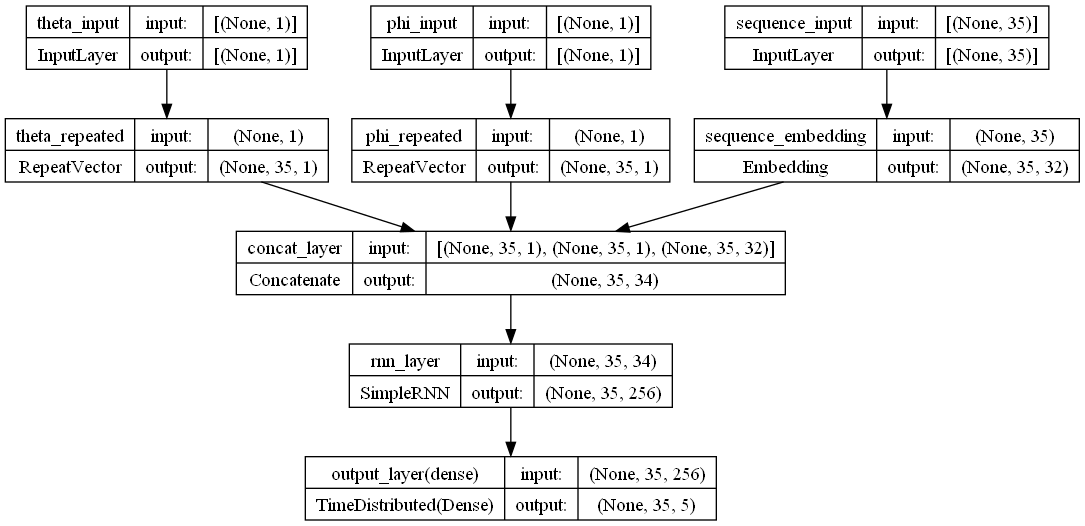 theta_input input: [(None, 1)]
InputLayer output: [(None, 1)]
phi_input input: [(None, 1)]
InputLayer output: [(None, 1)]
sequence_input input: [(None, 35)]
InputLayer output: [(None, 35)]
theta_repeated input: (None, 1)
RepeatVector output: (None, 35, 1)
phi_repeated input: (None, 1)
RepeatVector output: (None, 35, 1)
sequence_embedding input: (None, 35)
Embedding output: (None, 35, 32)
concat_layer input: [(None, 35, 1), (None, 35, 1), (None, 35, 32)]
Concatenate output: (None, 35, 34)
rnn_layer input: (None, 35, 34)
SimpleRNN output: (None, 35, 256)
output_layer(dense) input: (None, 35, 256)
TimeDistributed(Dense) output: (None, 35, 5)